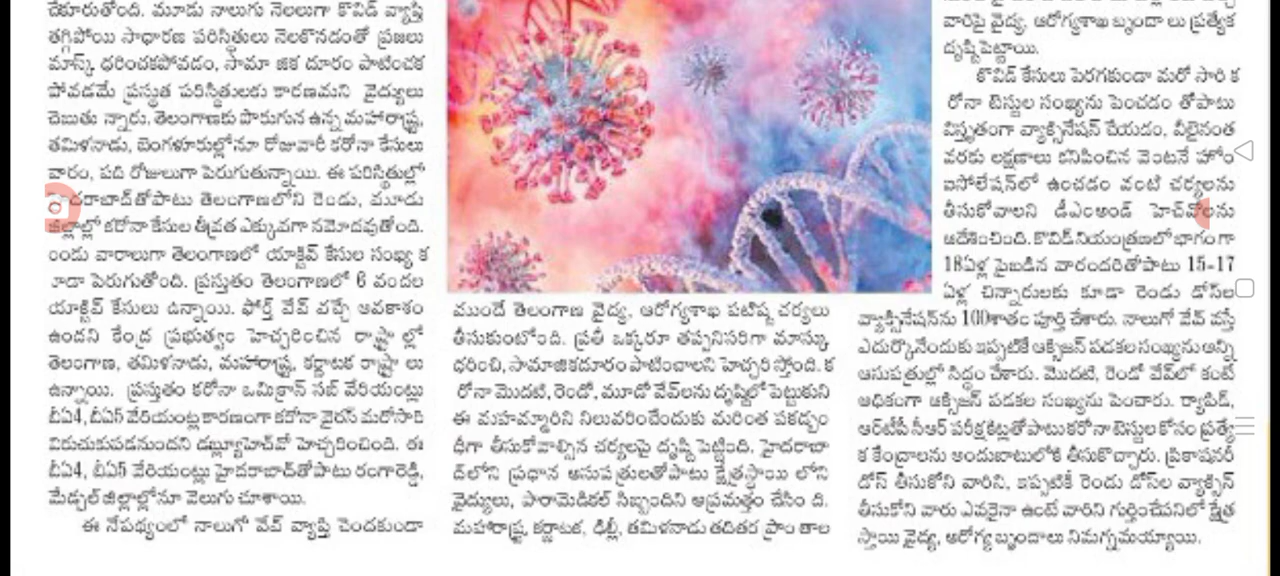 చేకూరుతోంది. మూడు నాలుగు నెలలుగా కొవిడ్ వ్యాప్తి
తగ్గిపోయి సాధారణ పరిస్థితులు నెలకొనడంతో ప్రజలు
మాస్క్ ధరించకపోవడం, సామా జిక దూరం పాటించక
పోవడమే ప్రస్తుత పరిస్థితులకు కారణమని వైద్యులు
చెబుతు న్నారు. తెలంగాణకు పొరుగున ఉన్న మహారాష్ట్ర,
తమిళనాడు, బెంగళూరుల్లోనూ రోజువారీ కరోనా కేసులు
వారం, పది రోజులుగా పెరుగుతున్నాయి. ఈ పరిస్థితుల్లో
తెలంగాణలోని రెండు, మూడు
జిల్లాల్లో కరోనా కేసుల తీవ్రత ఎక్కువగా నమోదవుతోంది.
వారాలుగా తెలంగాణలో యాక్టివ్ కేసుల సంఖ్య క
పెరుగుతోంది. ప్రస్తుతం తెలంగాణలో 6 వందల
యాక్టివ్ కేసులు ఉన్నాయి. ఫోర్త్ వేవ్ వచ్చే అవకాశం
ఉందని కేంద్ర ప్రభుత్వం హెచ్చరించిన రాష్ట్రా ల్లో
తెలంగాణ, తమిళనాడు, మహారాష్ట్ర, కర్ణాటక రాష్ట్రా లు
ఉన్నాయి. ప్రస్తుతం కరోనా ఒమిక్రాన్ సబ్ వేరియంట్లు
బీఏ4, బీఏ5 వేరియంట్ల కారణంగా కరోనా వైరస్ మరోసారి
విరుచుకుపడనుందని డబ్ల్యూహెచ్‌వో హెచ్చరించింది. ఈ
బీఏ4, బీఏ5 వేరియంట్లు హైదరాబాద్‌తోపాటు రంగారెడ్డి,
మేడ్చల్ జిల్లాల్లోనూ వెలుగు చూశాయి.
ఈ నేపథ్యంలో నాలుగో వేవ్ వ్యాప్తి చెందకుండా
ముందే తెలంగాణ వైద్య, ఆరోగ్యశాఖ పటిష్ట చర్యలు
తీసుకుంటోంది. ప్రతీ ఒక్కరూ తప్పనిసరిగా మాస్కు
ధరించి, సామాజికదూరం పాటించాలని హెచ్చరి స్తోంది. క
రోనా మొదటి, రెండో, మూడో వేవ్‌లను దృష్టిలో పెట్టుకుని
ఈ మహమ్మారిని నిలువరించేందుకు మరింత పకడ్బం
ధీగా తీసుకోవాల్సిన చర్యలపై దృష్టి పెట్టింది. హైదరాబా
ద్‌లోని ప్రధాన ఆసుపత్రులతోపాటు క్షేత్రస్థాయి లోని
వైద్యులు, పారామెడికల్ సిబ్బందిని అప్రమత్తం చేసిం ది.
మహారాష్ట్ర, కర్ణాటక, ఢిల్లీ, తమిళనాడు తదితర ప్రాం తాల
వారిపై వైద్య, ఆరోగ్యశాఖ బృందా లు ప్రత్యేక
దృష్టి పెట్టాయి.
కొవిడ్ కేసులు పెరగకుండా మరో సారి క
రోనా టెస్టుల సంఖ్యను పెంచడం తోపాటు
విస్తృతంగా వ్యాక్సినేషన్ చేయడం, వీలైనంత
వరకు లక్షణాలు కనిపించిన వెంటనే హోం
ఐసోలేషన్‌లో ఉంచడం వంటి చర్యలను
తీసుకోవాలని డీఎంఅండ్ హెచ్‌వోలను
ఆదేశించింది. కొవిడ్ నియంత్రణలో భాగం గా
18ఏళ్ల పైబడిన వారందరితోపాటు 15-17
ఏళ్ల చిన్నారులకు కూడా రెండు డోస్‌ల
వ్యాక్సినేషన్‌ను 100శాతం పూర్తి చేశారు. నాలుగో వేవ్ వస్తే
ఎదుర్కొనేందుకు ఇప్పటికే ఆక్సిజన్ పడకల సంఖ్యను అన్ని
ఆసుపత్రుల్లో సిద్ధం చేశారు. మొదటి, రెండో వేవ్‌లో కంటే
అధికంగా ఆక్సిజన్ పడకల సంఖ్యను పెంచారు. ర్యాపిడ్,
ఆర్‌టీపీ సీఆర్ పరీక్షకిట్లతోపాటు కరోనా టెస్టుల కోసం ప్రత్యే
క కేంద్రాలను అందుబాటులోకి తీసుకొచ్చారు. ప్రికాషనరీ
డోస్ తీసుకోని వారిని, ఇప్పటికే రెండు డోస్‌ల వ్యాక్సిన్
తీసుకోని వారు ఎవరైనా ఉంటే వారిని గుర్తించేపనిలో క్షేత్ర
స్థాయి వైద్య, ఆరోగ్య బృందాలు నిమగ్నమయ్యాయి.